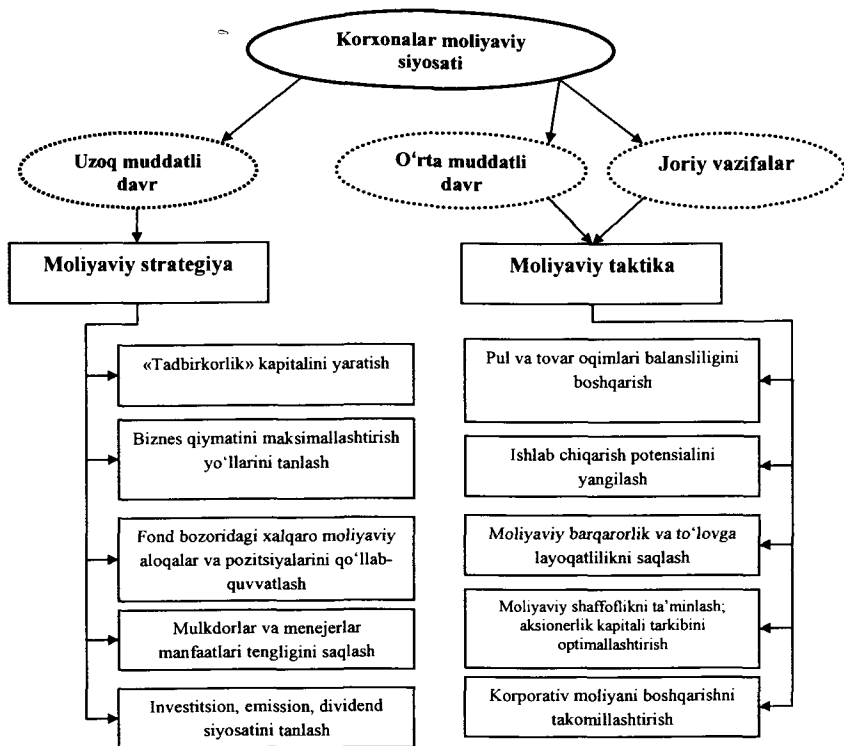 Korxonalar moliyaviy
siyosati
Uzoq muddatli
davr
O‘rta muddatli
davr
Joriy vazifalar
Moliyaviy strategiya
Moliyaviy taktika
«Tadbirkorlik» kapitalini yaratish
Biznes qiymatini maksimallashtirish
yo‘llarini tanlash
Fond bozoridagi xalqaro moliyaviy
aloqalar va pozitsiyalarini qo‘llab-
quvvatlash
Mulkdorlar va menejerlar
manfaatlari tengligini saqlash
Investitsion, emission, dividend
siyosatini tanlash
Pul va tovar oqimlari balansliligini
boshqarish
Ishlab chiqarish potensialini
yangilash
Moliyaviy barqarorlik va to‘lovga
layoqatlilikni saqlash
Moliyaviy shaffoflikni ta’minlash;
aksionerlik kapitali tarkibini
optimallashtirish
Korporativ moliyani boshqarishni
takomillashtirish